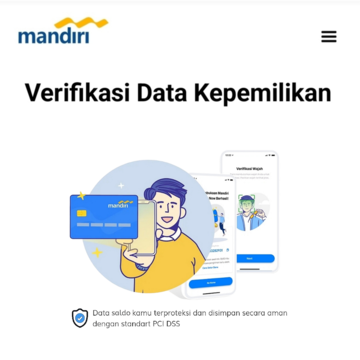 mandiri
Verifikasi Data Kepemilikan
mandiri
Verifikasi Wajah
Data saldo kamu terproteksi dan disimpan secara aman
dengan standart PCI DSS